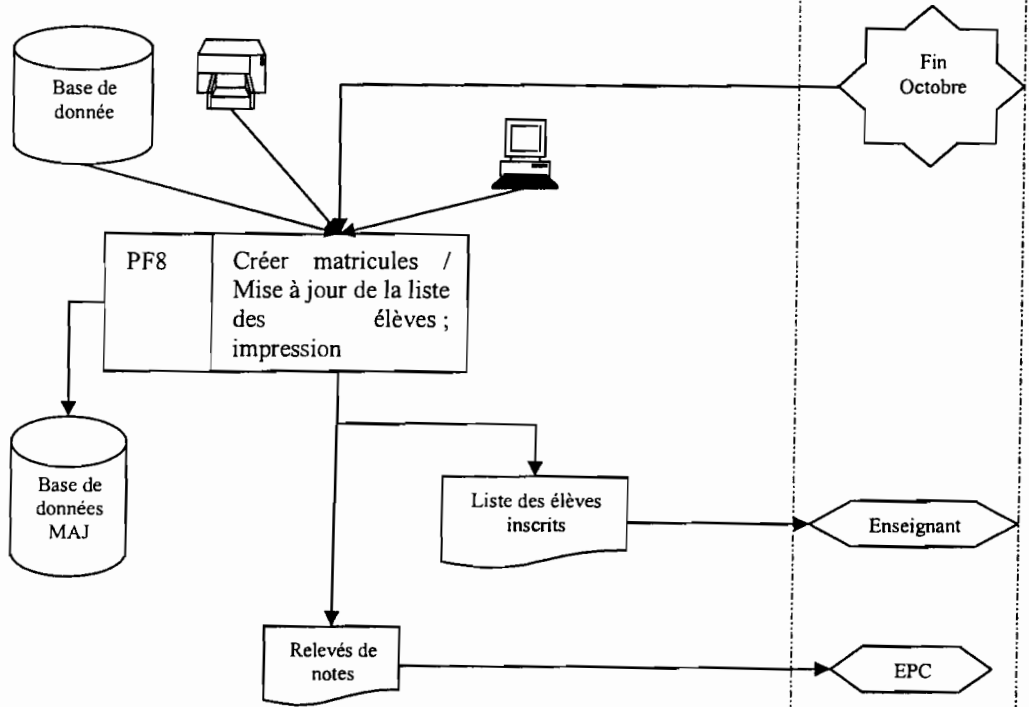 Base de
donnée
Fin
Octobre
PF8
Créer matricules /
Mise à jour de la liste
des élèves ;
impression
Base de
données
MAJ
Liste des élèves
inscrits
Enseignant
Relevés de
notes
EPC